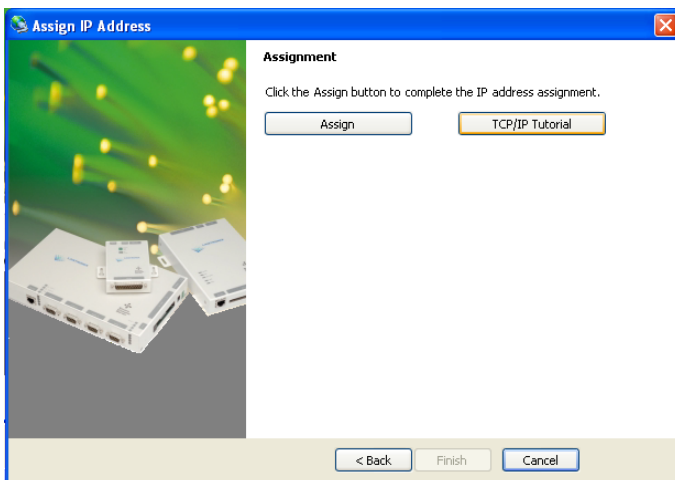 Assign IP Address
Assignment
Click the Assign button to complete the IP address assignment.
Assign
TCP/IP Tutorial
< Back
Finish
Cancel